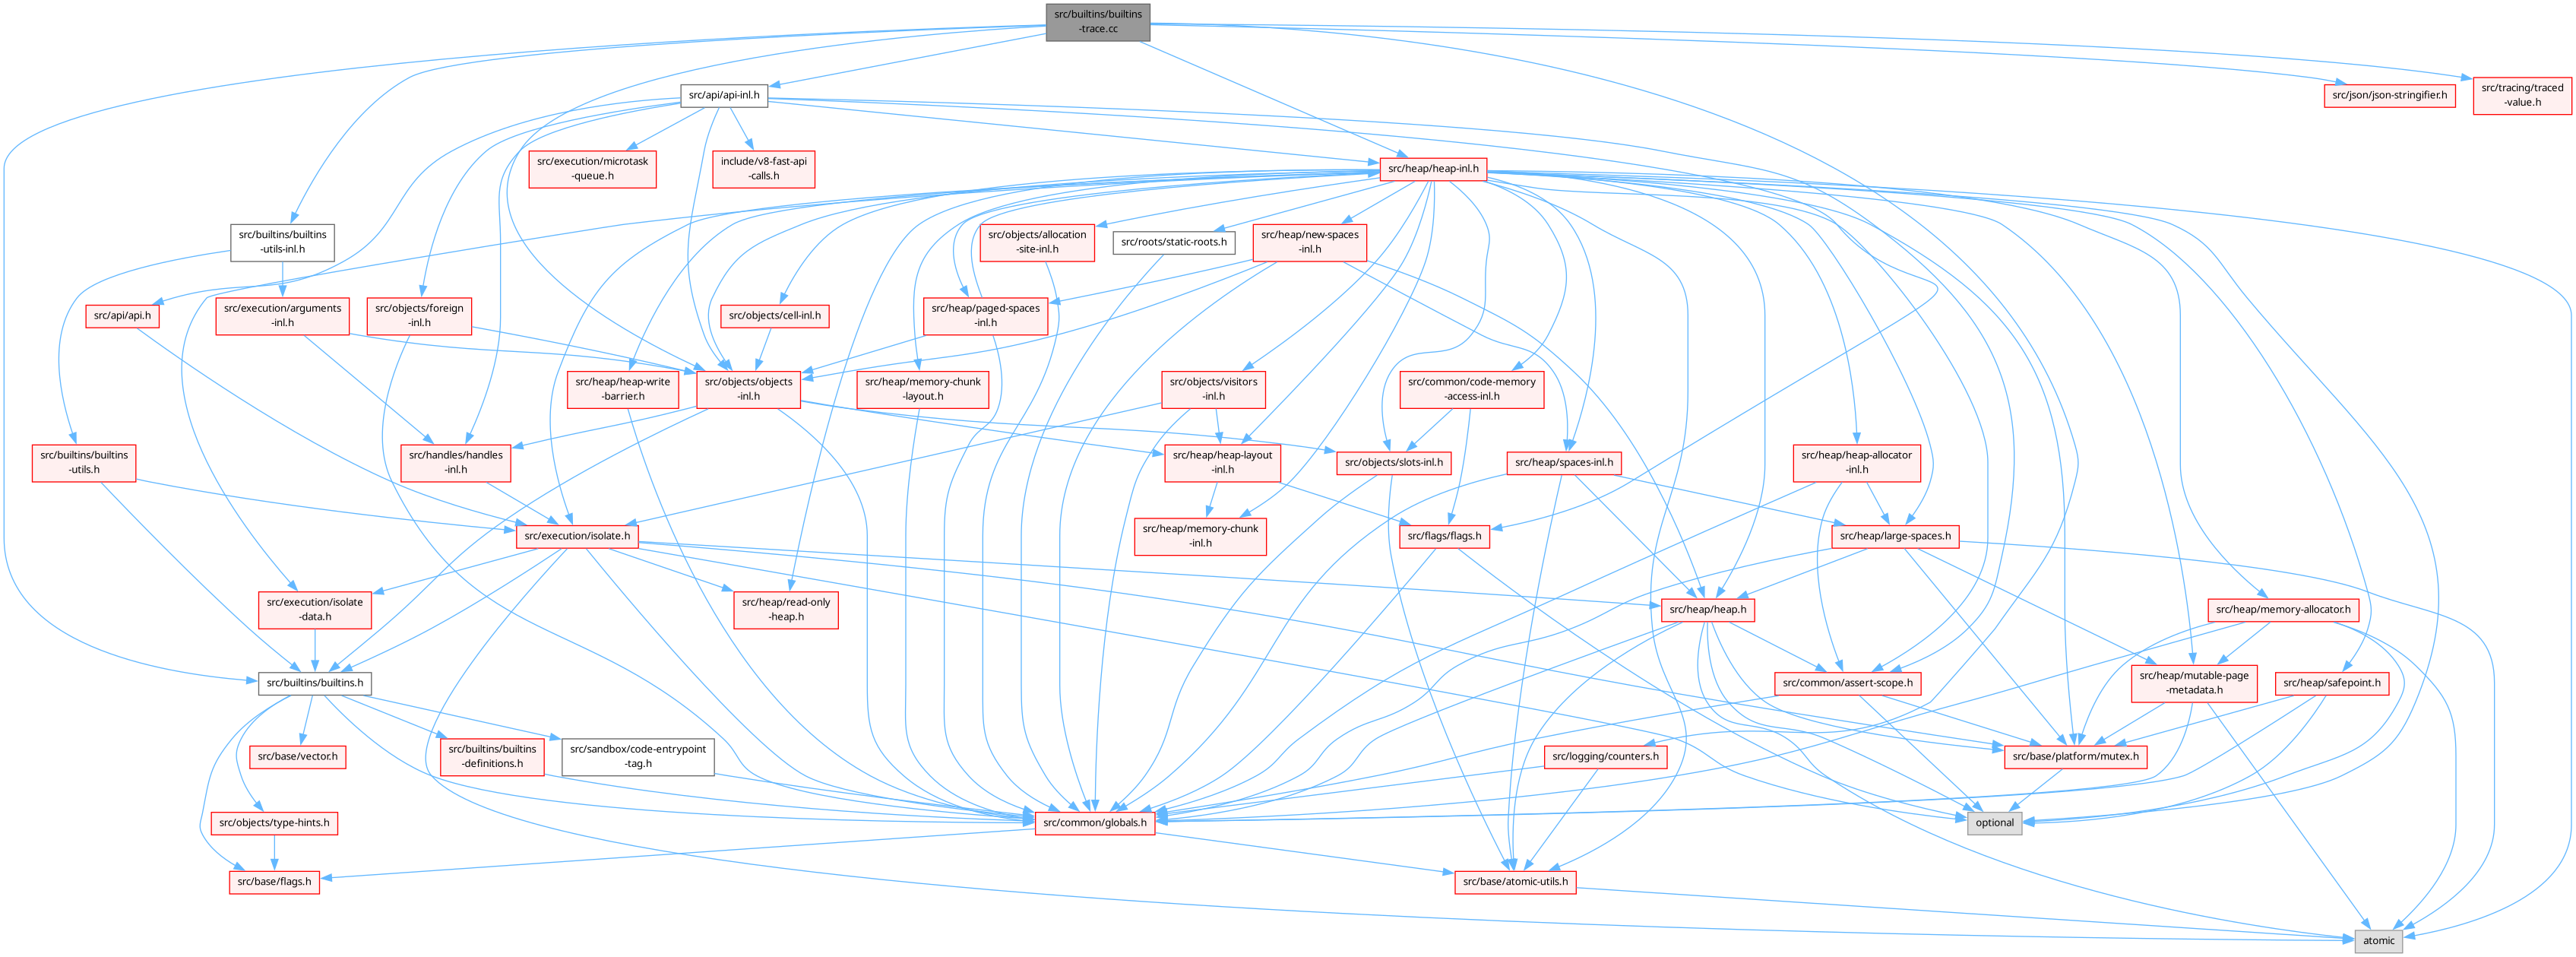 src/builtins/builtins
-trace.cc
src/api/api-inl.h
src/json/json-stringifier.h
src/tracing/traced
-value.h
src/execution/microtask
-queue.h
include/v8-fast-api
-calls.h
src/heap/heap-inl.h
src/builtins/builtins
-utils-inl.h
src/objects/allocation
-site-inl.h
src/roots/static-roots.h
src/heap/new-spaces
-inl.h
src/api/api.h
src/execution/arguments
-inl.h
src/objects/foreign
-inl.h
src/objects/cell-inl.h
src/heap/paged-spaces
-inl.h
src/heap/heap-write
-barrier.h
src/objects/objects
-inl.h
src/heap/memory-chunk
-layout.h
src/objects/visitors
-inl.h
src/common/code-memory
-access-inl.h
src/builtins/builtins
-utils.h
src/handles/handles
-inl.h
src/heap/heap-layout
-inl.h
src/objects/slots-inl.h
src/heap/spaces-inl.h
src/heap/heap-allocator
-inl.h
src/execution/isolate.h
src/heap/memory-chunk
-inl.h
src/flags/flags.h
src/heap/large-spaces.h
src/execution/isolate
-data.h
src/heap/read-only
-heap.h
src/heap/heap.h
src/heap/memory-allocator.h
src/builtins/builtins.h
src/common/assert-scope.h
src/heap/mutable-page
-metadata.h
src/heap/safepoint.h
src/base/vector.h
src/builtins/builtins
-definitions.h
src/sandbox/code-entrypoint
-tag.h
src/logging/counters.h
src/base/platform/mutex.h
src/objects/type-hints.h
src/common/globals.h
optional
src/base/flags.h
src/base/atomic-utils.h
atomic